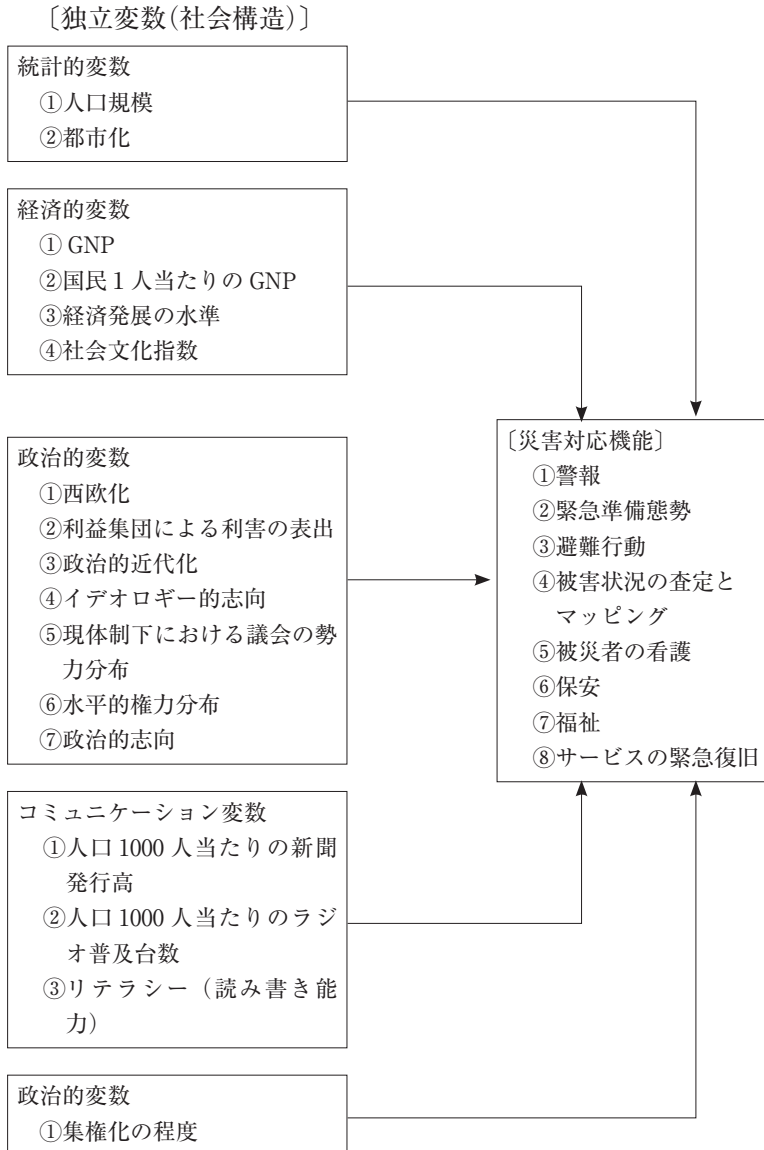 〔独立変数(社会構造)〕
統計的変数
①人口規模
②都市化
経済的変数
① GNP
②国民1人当たりの GNP
③経済発展の水準
④社会文化指数
政治的変数
①西欧化
②利益集団による利害の表出
③政治的近代化
④イデオロギー的志向
⑤現体制下における議会の勢
力分布
⑥水平的権力分布
⑦政治的志向
コミュニケーション変数
①人口 1000 人当たりの新聞
発行高
②人口 1000 人当たりのラジ
オ普及台数
③リテラシー（読み書き能
力）
政治的変数
①集権化の程度
〔災害対応機能〕
①警報
②緊急準備態勢
③避難行動
④被害状況の査定と
マッピング
⑤被災者の看護
⑥保安
⑦福祉
⑧サービスの緊急復旧